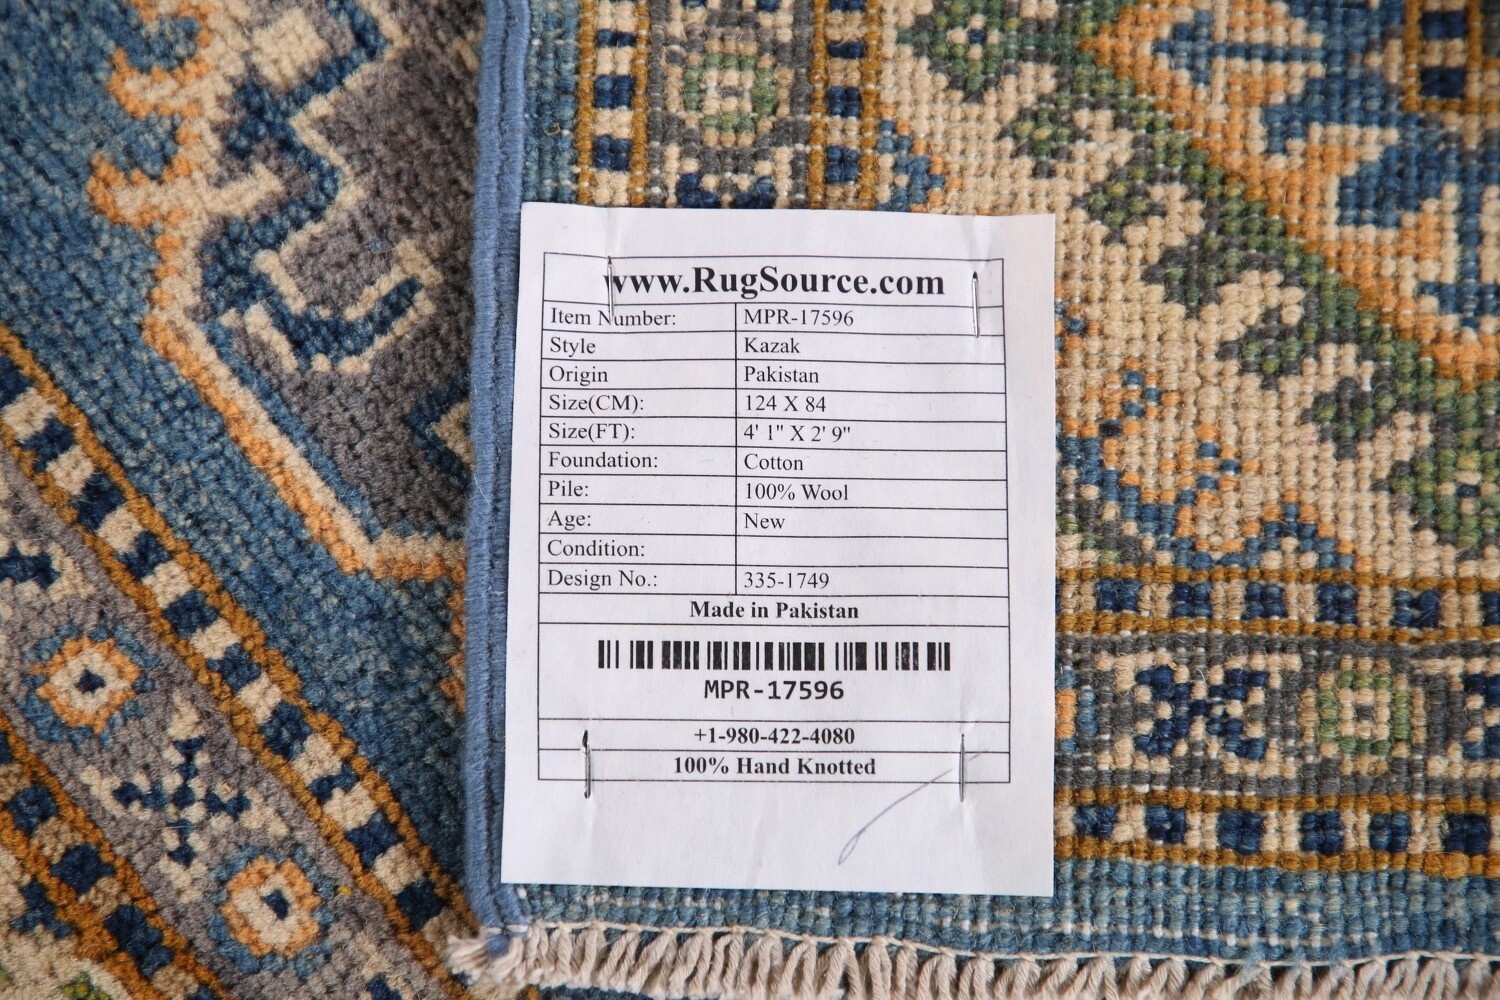 www.RugSource.com
Item Number: MPR-17596
Style Kazak
Origin Pakistan
Size(CM): 124 X 84
Size(FT): 4' 1" X 2' 9"
Foundation: Cotton
Pile: 100% Wool
Age: New
Condition:
Design No.: 335-1749
Made in Pakistan
MPR-17596
+1-980-422-4080
100% Hand Knotted